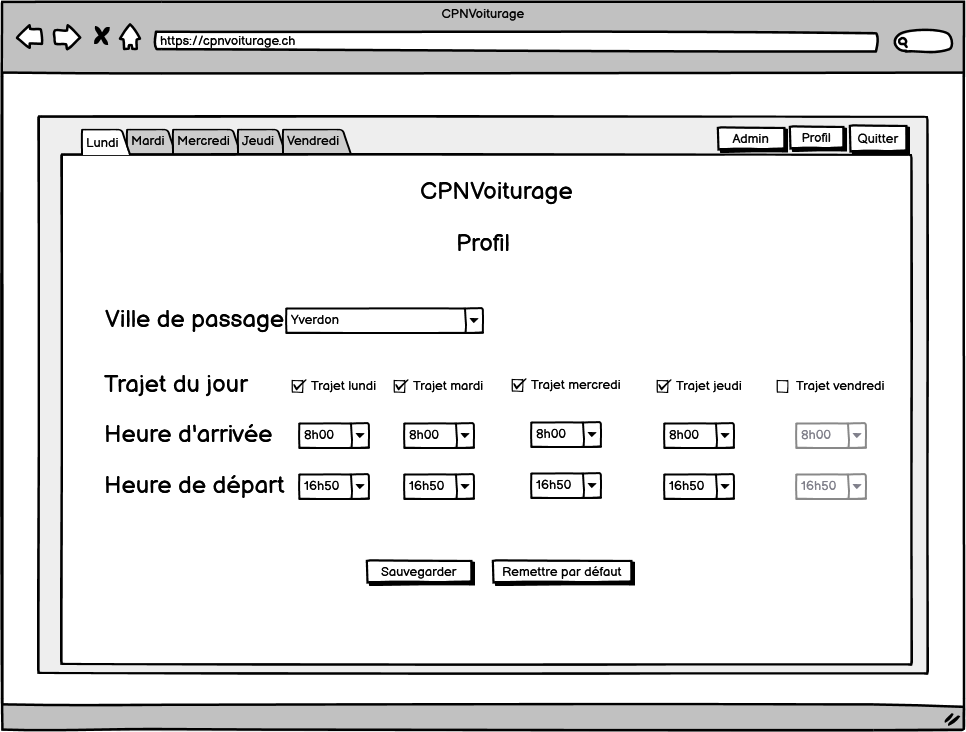 CPNVoiturage
https://cpnvoiturage.ch
Lundi Mardi Mercredi Jeudi Vendredi Admin Profil Quitter
CPNVoiturage
Profil
Ville de passage Yverdon
Trajet du jour Trajet lundi Trajet mardi Trajet mercredi Trajet jeudi Trajet vendredi
Heure d'arrivée 8h00 8h00 8h00 8h00 8h00
Heure de départ 16h50 16h50 16h50 16h50 16h50
Sauvegarder Remettre par défaut